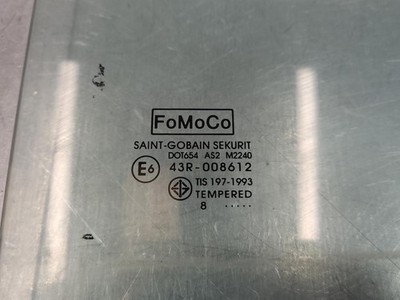 FoMoCo
SAINT-GOBAIN SEKURIT
DOT654 AS2 M2240
E6 43R-008612
TIS 197-1993
TEMPERED
8 .....